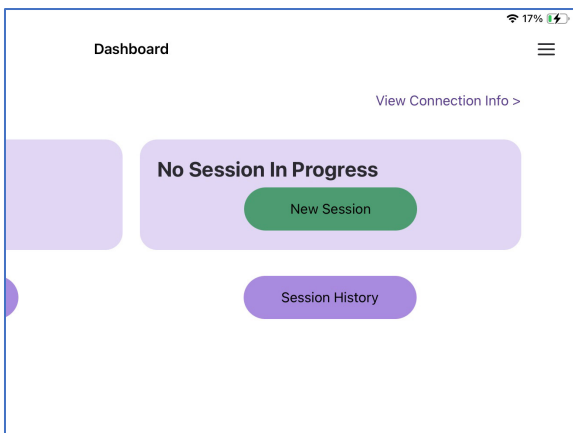 17%
Dashboard
View Connection Info >
No Session In Progress
New Session
Session History